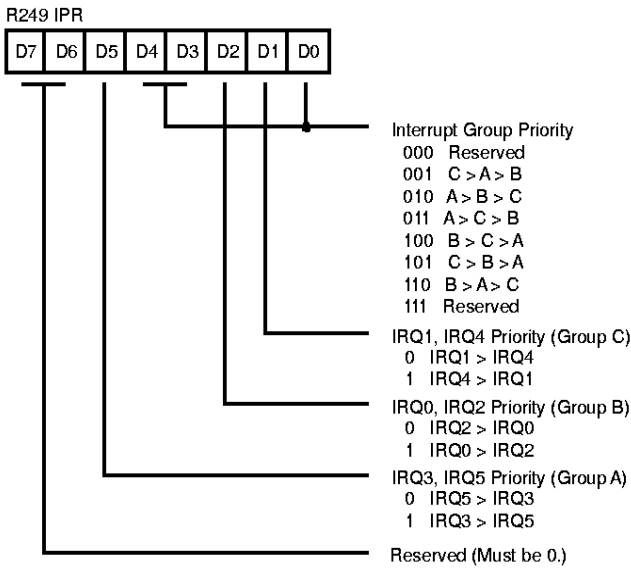 R249 IPR
D7 D6 D5 D4 D3 D2 D1 D0
Interrupt Group Priority
000 Reserved
001 C > A > B
010 A > B > C
011 A > C > B
100 B > C > A
101 C > B > A
110 B > A > C
111 Reserved
IRQ1, IRQ4 Priority (Group C)
0 IRQ1 > IRQ4
1 IRQ4 > IRQ1
IRQ0, IRQ2 Priority (Group B)
0 IRQ2 > IRQ0
1 IRQ0 > IRQ2
IRQ3, IRQ5 Priority (Group A)
0 IRQ5 > IRQ3
1 IRQ3 > IRQ5
Reserved (Must be 0.)